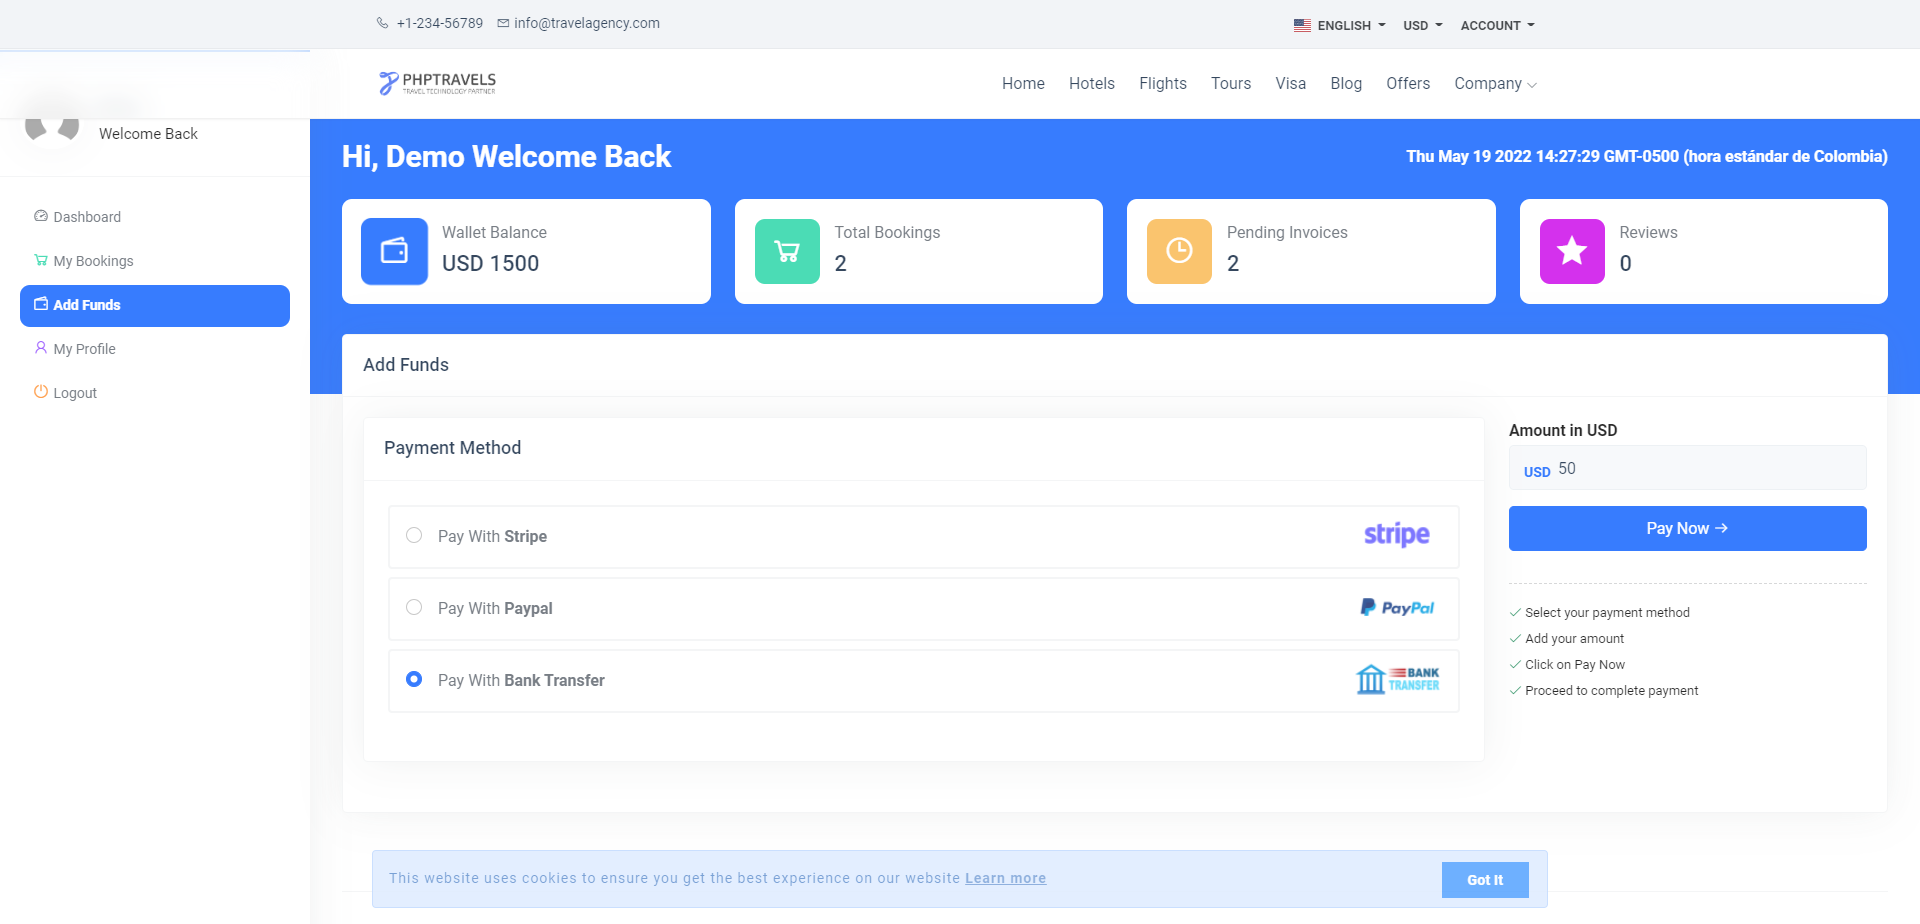 +1-234-56789 info@travelagency.com ENGLISH USD ACCOUNT
PHPTRAVELS
TRAVEL TECHNOLOGY PARTNER
Home Hotels Flights Tours Visa Blog Offers Company
Welcome Back
Dashboard
My Bookings
Add Funds
My Profile
Logout
Hi, Demo Welcome Back
Thu May 19 2022 14:27:29 GMT-0500 (hora estándar de Colombia)
Wallet Balance
USD 1500
Total Bookings
2
Pending Invoices
2
Reviews
0
Add Funds
Payment Method
Pay With Stripe
stripe
Pay With Paypal
PayPal
Pay With Bank Transfer
BANK
TRANSFER
Amount in USD
USD 50
Pay Now
Select your payment method
Add your amount
Click on Pay Now
Proceed to complete payment
This website uses cookies to ensure you get the best experience on our website Learn more
Got It